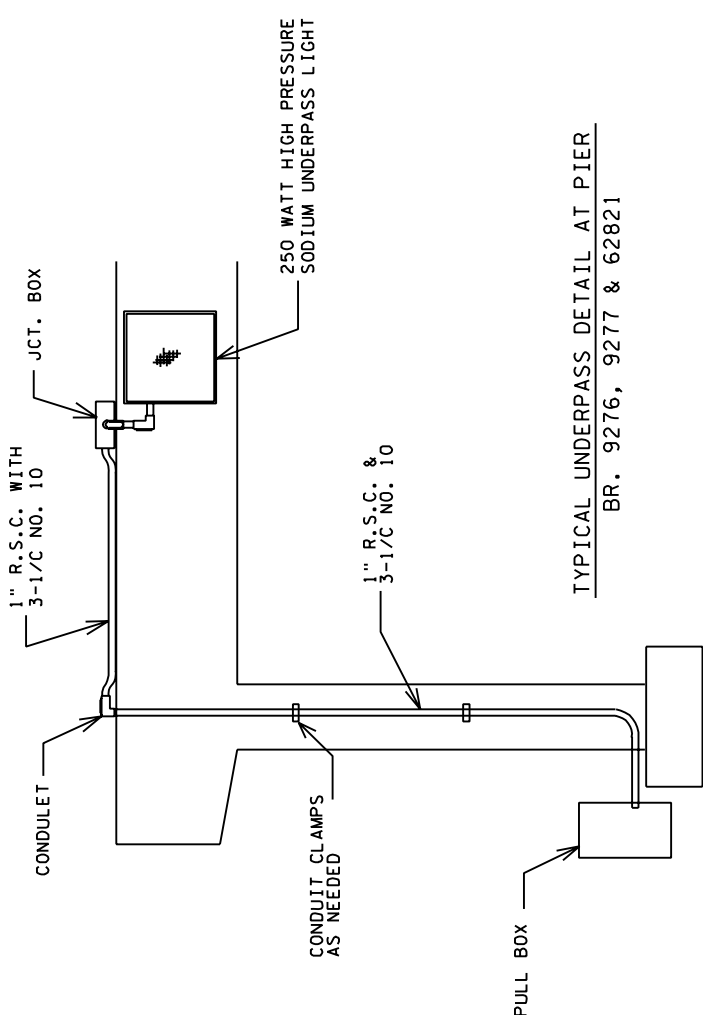 CONDULET
1" R.S.C. WITH
3-1/C NO. 10
JCT. BOX
250 WATT HIGH PRESSURE
SODIUM UNDERPASS LIGHT
CONDUIT CLAMPS
AS NEEDED
1" R.S.C. &
3-1/C NO. 10
PULL BOX
TYPICAL UNDERPASS DETAIL AT PIER
BR. 9276, 9277 & 62821